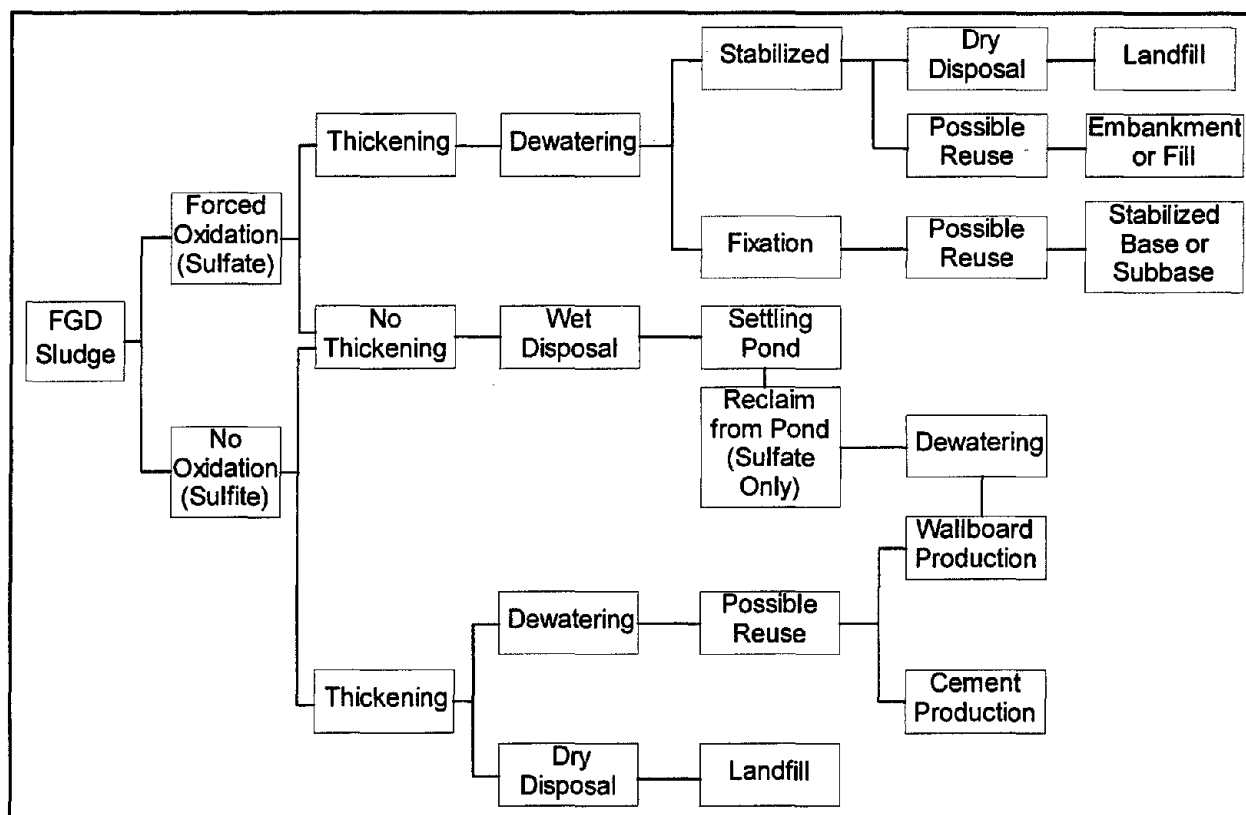 Stabilized
Dry
Disposal
Landfill
Thickening
Dewatering
Possible
Reuse
Embankment
or Fill
Forced
Oxidation
(Sulfate)
Fixation
Possible
Reuse
Stabilized
Base or
Subbase
FGD
Sludge
No
Thickening
Wet
Disposal
Settling
Pond
Reclaim
from Pond
(Sulfate
Only)
Dewatering
No
Oxidation
(Sulfite)
Wallboard
Production
Dewatering
Possible
Reuse
Thickening
Cement
Production
Dry
Disposal
Landfill